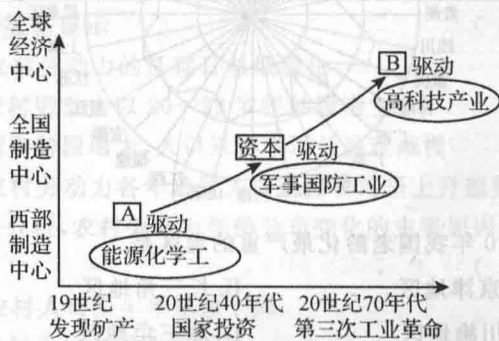 全球
经济
中心
B 驱动
高科技产业
全国
制造
中心
资本 驱动
军事国防工业
西部
制造
中心
A 驱动
能源化学工
19世纪 20世纪40年代 20世纪70年代
发现矿产 国家投资 第三次工业革命